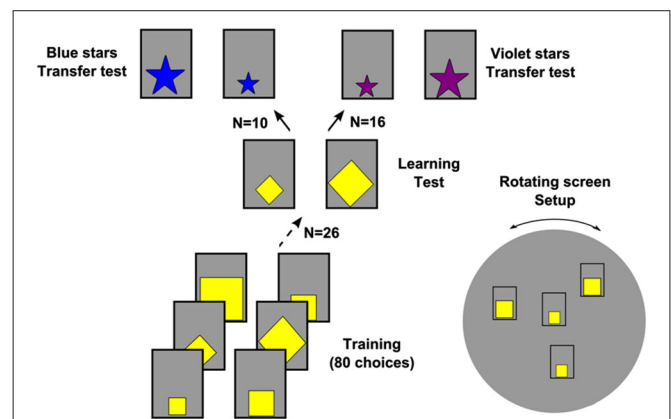 Blue stars
Transfer test
Violet stars
Transfer test
N=10
N=16
Learning
Test
Rotating screen
Setup
N=26
Training
(80 choices)